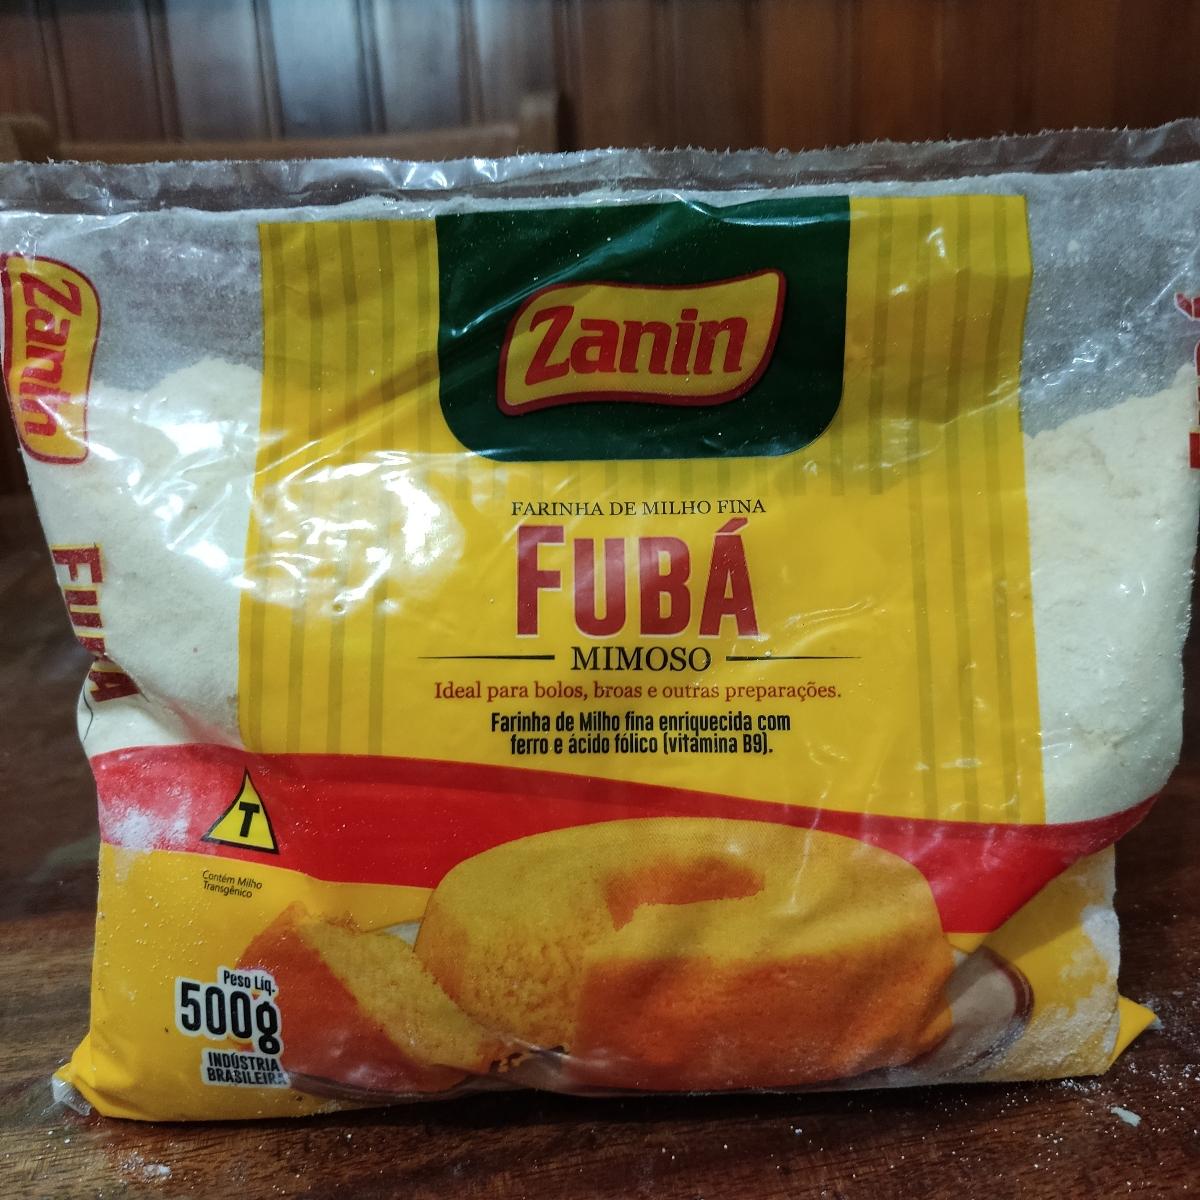 Zanin
Zanin
FARINHA DE MILHO FINA
FUBÁ
MIMOSO
Ideal para bolos, broas e outras preparações.
Farinha de Milho fina enriquecida com
ferro e ácido fólico (vitamina B9).
FUBÁ
T
Contém Milho
Transgênico
Peso Líq.
500g
INDÚSTRIA
BRASILEIRA